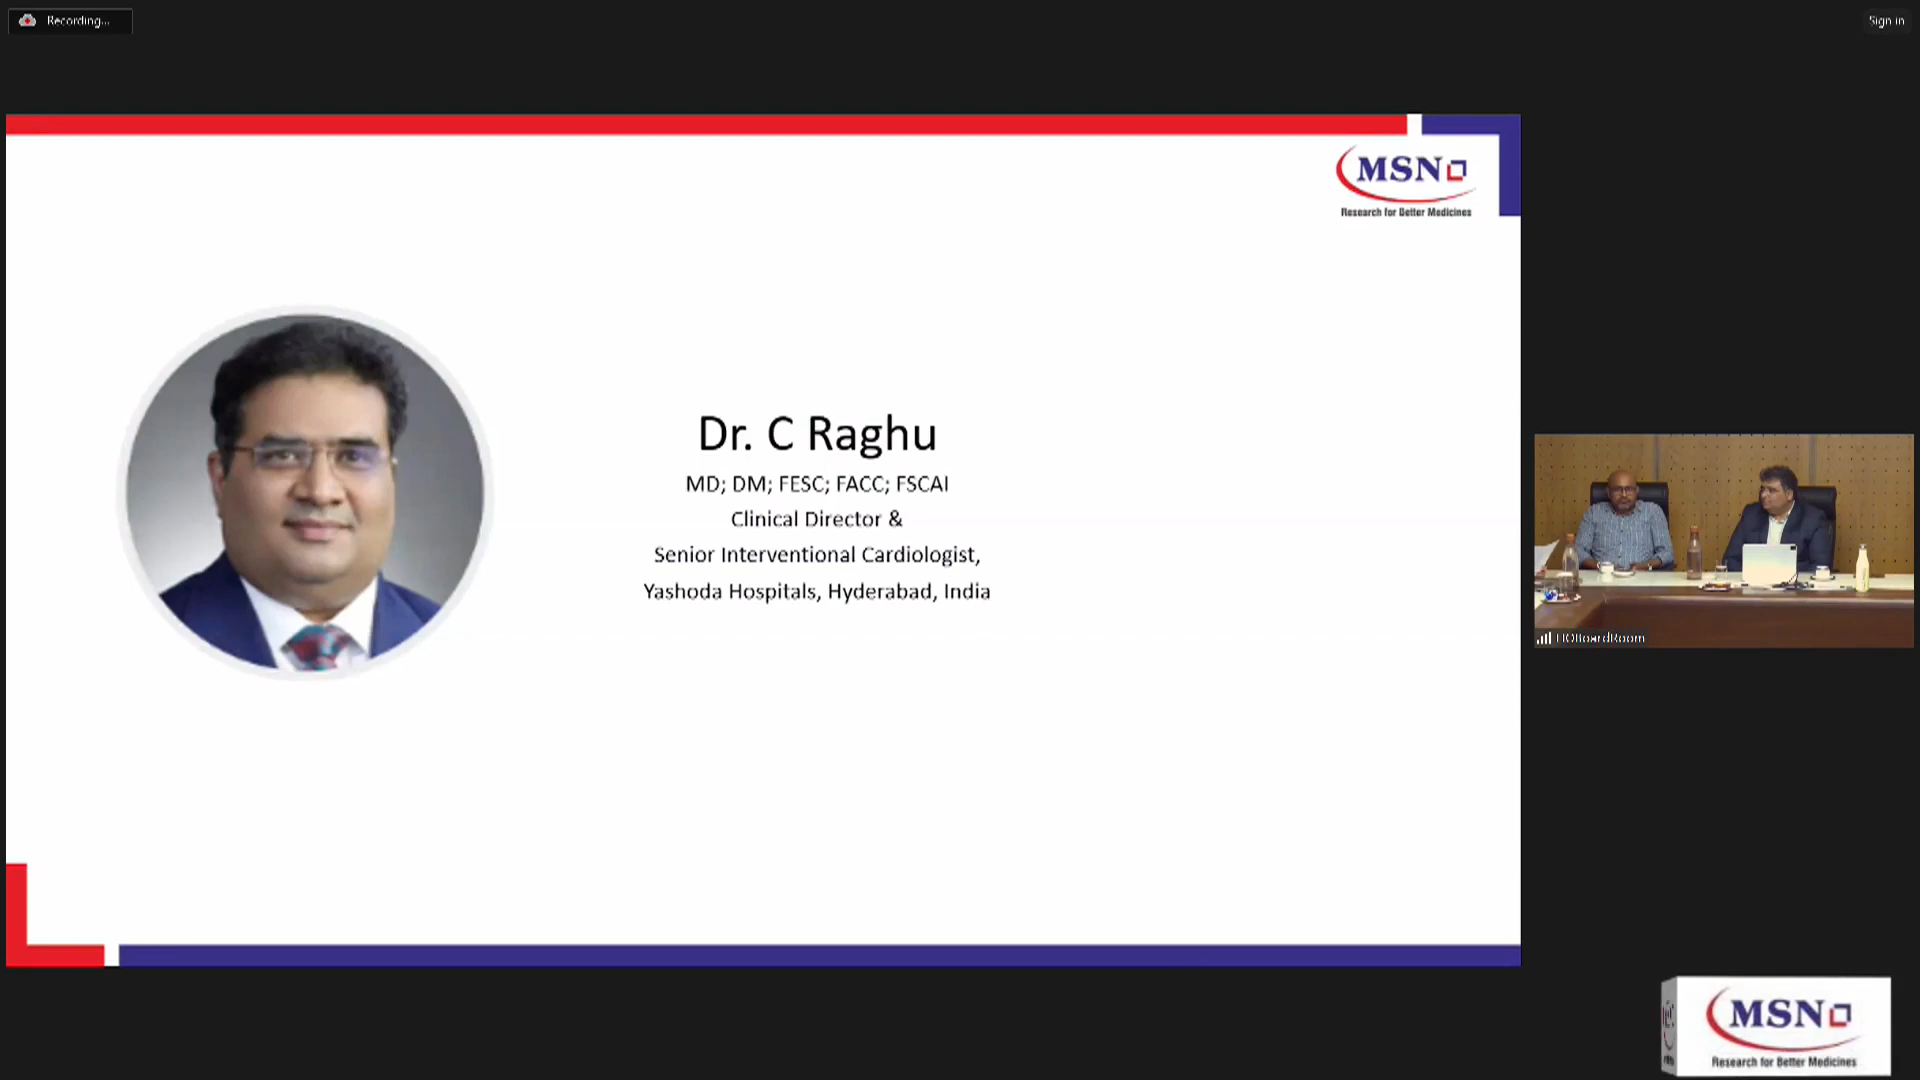 Recording...
Sign in
MSN
Research for Better Medicines
Dr. C Raghu
MD; DM; FESC; FACC; FSCAI
Clinical Director &
Senior Interventional Cardiologist,
Yashoda Hospitals, Hyderabad, India
HOBoardRoom
MSN
Research for Better Medicines